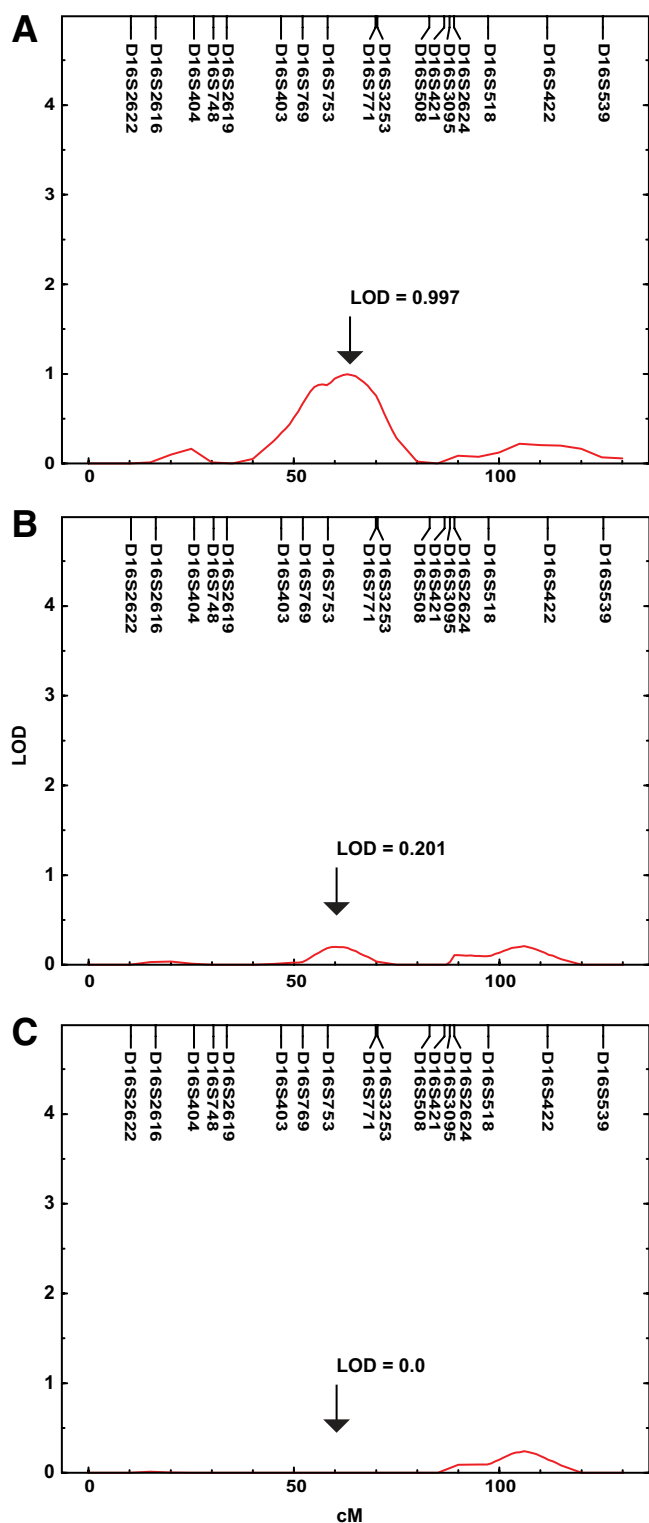 A
D16S2622
D16S2616
D16S404
D16S748
D16S2619
D16S403
D16S769
D16S753
D16S771
D16S3253
D16S508
D16S421
D16S3095
D16S2624
D16S518
D16S422
D16S539
4
3
2
LOD = 0.997
1
0
0
50
100
B
D16S2622
D16S2616
D16S404
D16S748
D16S2619
D16S403
D16S769
D16S753
D16S771
D16S3253
D16S508
D16S421
D16S3095
D16S2624
D16S518
D16S422
D16S539
4
3
LOD
2
LOD = 0.201
1
0
0
50
100
C
D16S2622
D16S2616
D16S404
D16S748
D16S2619
D16S403
D16S769
D16S753
D16S771
D16S3253
D16S508
D16S421
D16S3095
D16S2624
D16S518
D16S422
D16S539
4
3
2
LOD = 0.0
1
0
0
50
100
cM